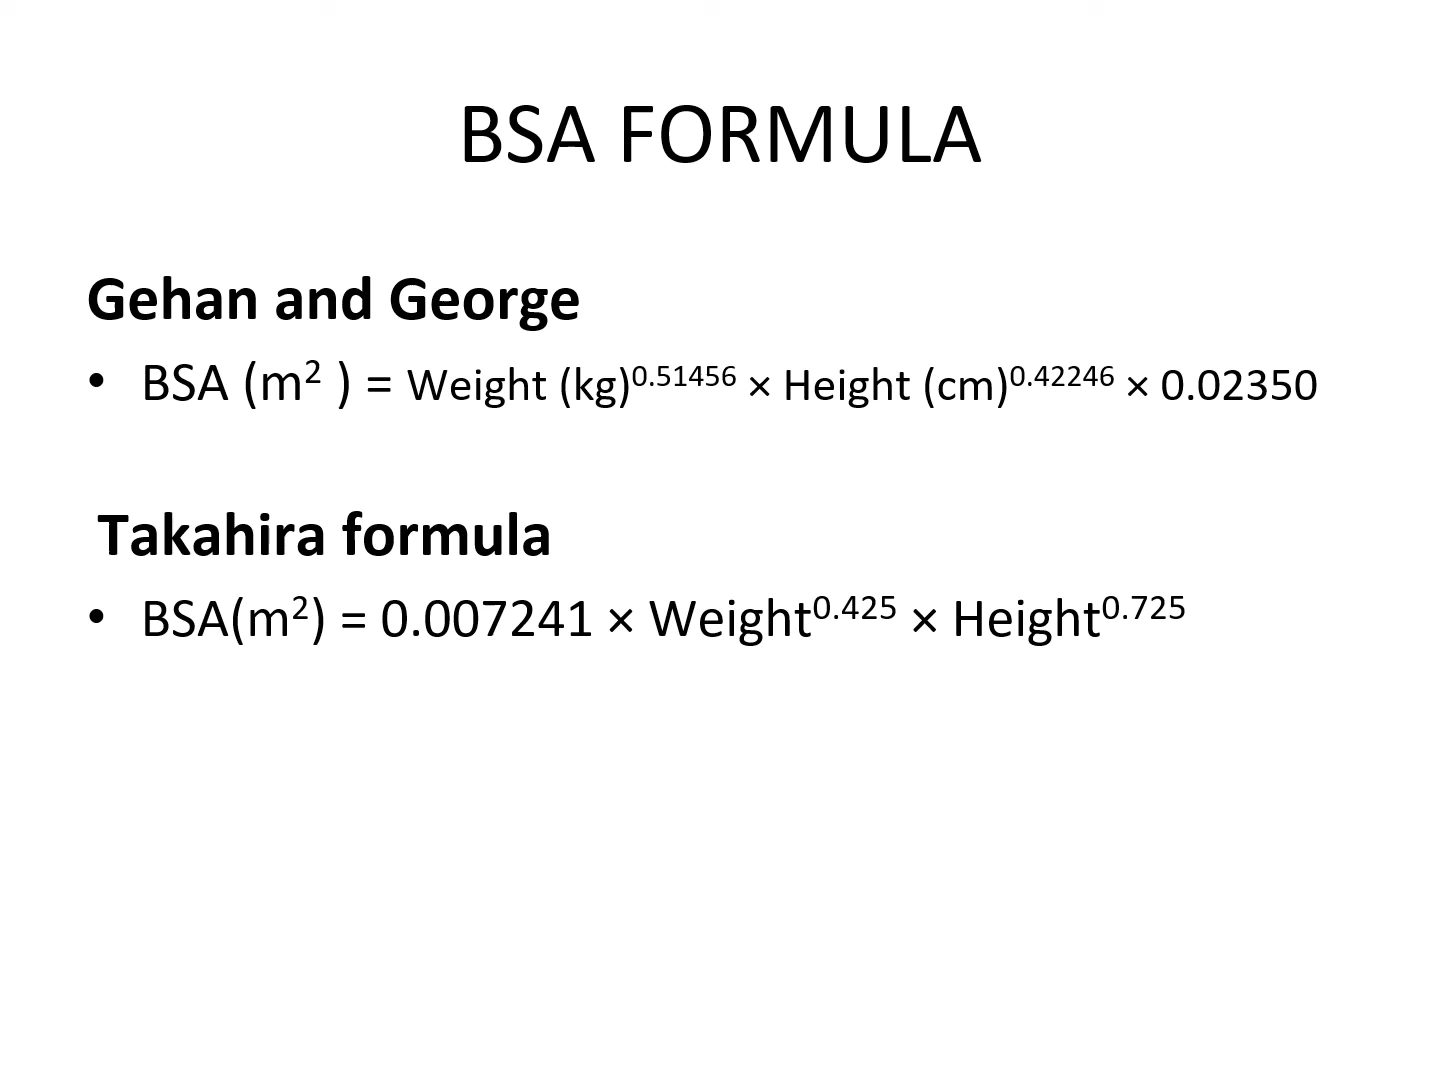 BSA FORMULA
Gehan and George
• BSA (m² ) = Weight (kg)⁰·⁵¹⁴⁵⁶ × Height (cm)⁰·⁴²²⁴⁶ × 0.02350
Takahira formula
• BSA(m²) = 0.007241 × Weight⁰·⁴²⁵ × Height⁰·⁷²⁵